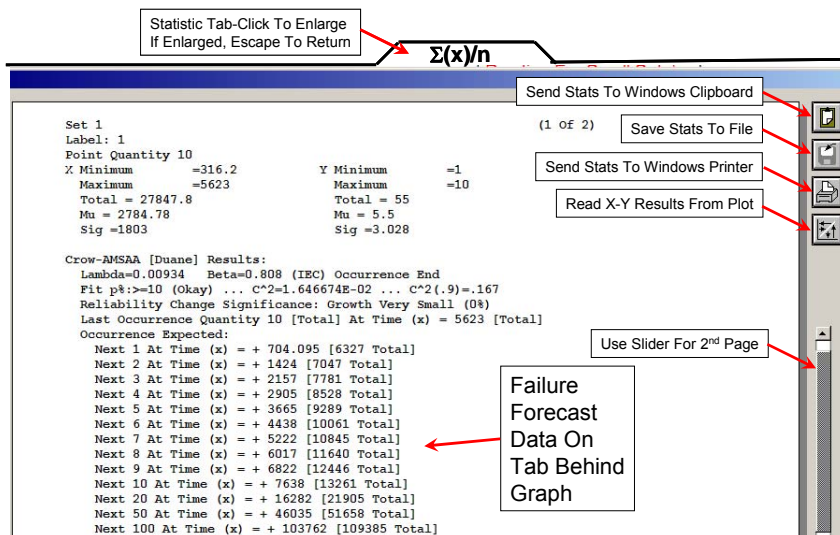 Statistic Tab-Click To Enlarge
If Enlarged, Escape To Return
Σ(x)/n
Send Stats To Windows Clipboard
Save Stats To File
Send Stats To Windows Printer
Read X-Y Results From Plot
Set 1 (1 Of 2)
Label: 1
Point Quantity 10
X Minimum =316.2 Y Minimum =1
Maximum =5623 Maximum =10
Total = 27847.8 Total = 55
Mu = 2784.78 Mu = 5.5
Sig =1803 Sig =3.028
Crow-AMSAA [Duane] Results:
Lambda=0.00934 Beta=0.808 (IEC) Occurrence End
Fit p%:>=10 (Okay) ... C^2=1.646674E-02 ... C^2(.9)=.167
Reliability Change Significance: Growth Very Small (0%)
Last Occurrence Quantity 10 [Total] At Time (x) = 5623 [Total]
Occurrence Expected:
Next 1 At Time (x) = + 704.095 [6327 Total]
Next 2 At Time (x) = + 1424 [7047 Total]
Next 3 At Time (x) = + 2157 [7781 Total]
Next 4 At Time (x) = + 2905 [8528 Total]
Next 5 At Time (x) = + 3665 [9289 Total]
Next 6 At Time (x) = + 4438 [10061 Total]
Next 7 At Time (x) = + 5222 [10845 Total]
Next 8 At Time (x) = + 6017 [11640 Total]
Next 9 At Time (x) = + 6822 [12446 Total]
Next 10 At Time (x) = + 7638 [13261 Total]
Next 20 At Time (x) = + 16282 [21905 Total]
Next 50 At Time (x) = + 46035 [51658 Total]
Next 100 At Time (x) = + 103762 [109385 Total]
Use Slider For 2nd Page
Failure
Forecast
Data On
Tab Behind
Graph